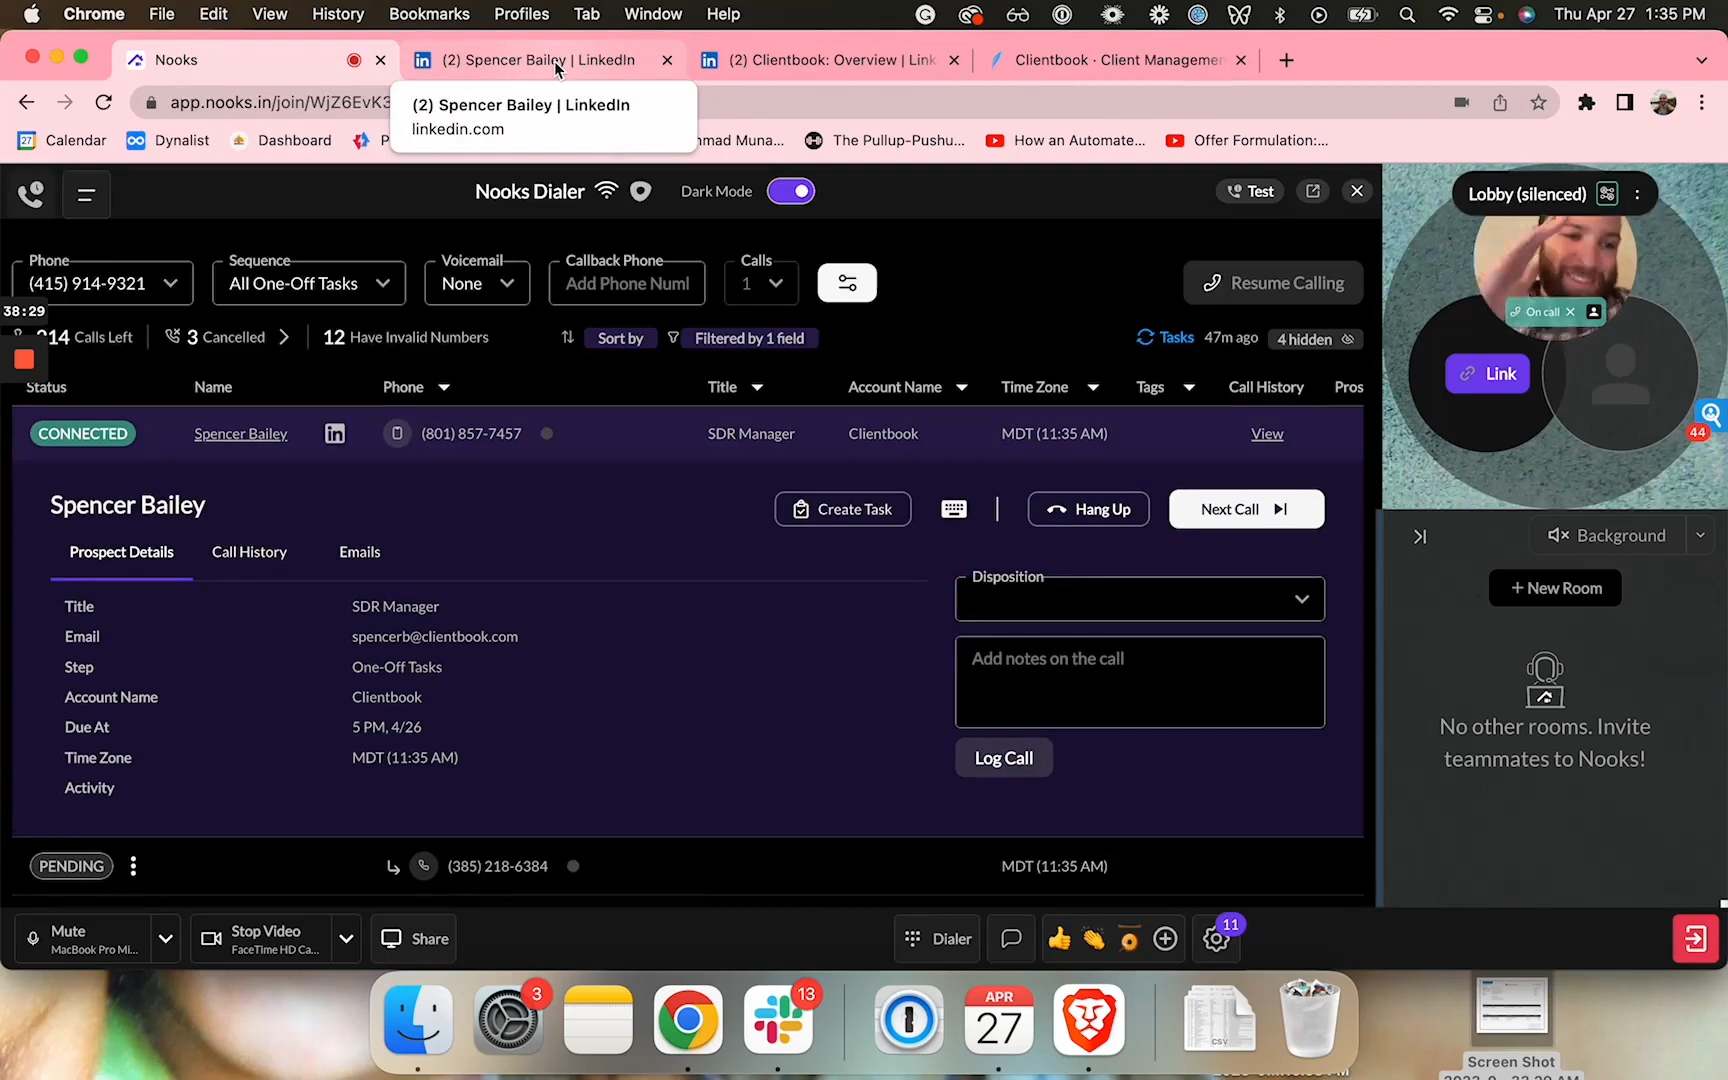 Chrome File Edit View History Bookmarks Profiles Tab Window Help Thu Apr 27 1:35 PM
Nooks (2) Spencer Bailey | LinkedIn (2) Clientbook: Overview | Link Clientbook · Client Managemen
app.nooks.in/join/WjZ6EvK3
(2) Spencer Bailey | LinkedIn
linkedin.com
27 Calendar Dynalist Dashboard The Pullup-Pushu... How an Automate... Offer Formulation:...
Nooks Dialer Dark Mode Test
Lobby (silenced)
Phone Sequence Voicemail Callback Phone Calls
(415) 914-9321 All One-Off Tasks None Add Phone Numl 1 Resume Calling
38:29
14 Calls Left 3 Cancelled 12 Have Invalid Numbers Sort by Filtered by 1 field Tasks 47m ago 4 hidden
On call
Link
44
Status Name Phone Title Account Name Time Zone Tags Call History Pros
CONNECTED Spencer Bailey (801) 857-7457 SDR Manager Clientbook MDT (11:35 AM) View
Spencer Bailey Create Task Hang Up Next Call
Background
Prospect Details Call History Emails
Disposition
+ New Room
Title SDR Manager
Email spencerb@clientbook.com
Add notes on the call
Step One-Off Tasks
Account Name Clientbook
Due At 5 PM, 4/26
No other rooms. Invite
teammates to Nooks!
Time Zone MDT (11:35 AM)
Log Call
Activity
PENDING (385) 218-6384 MDT (11:35 AM)
Mute
MacBook Pro Mi...
Stop Video
FaceTime HD Ca...
Share Dialer 11
3 13
APR
27
CSV
Screen Shot